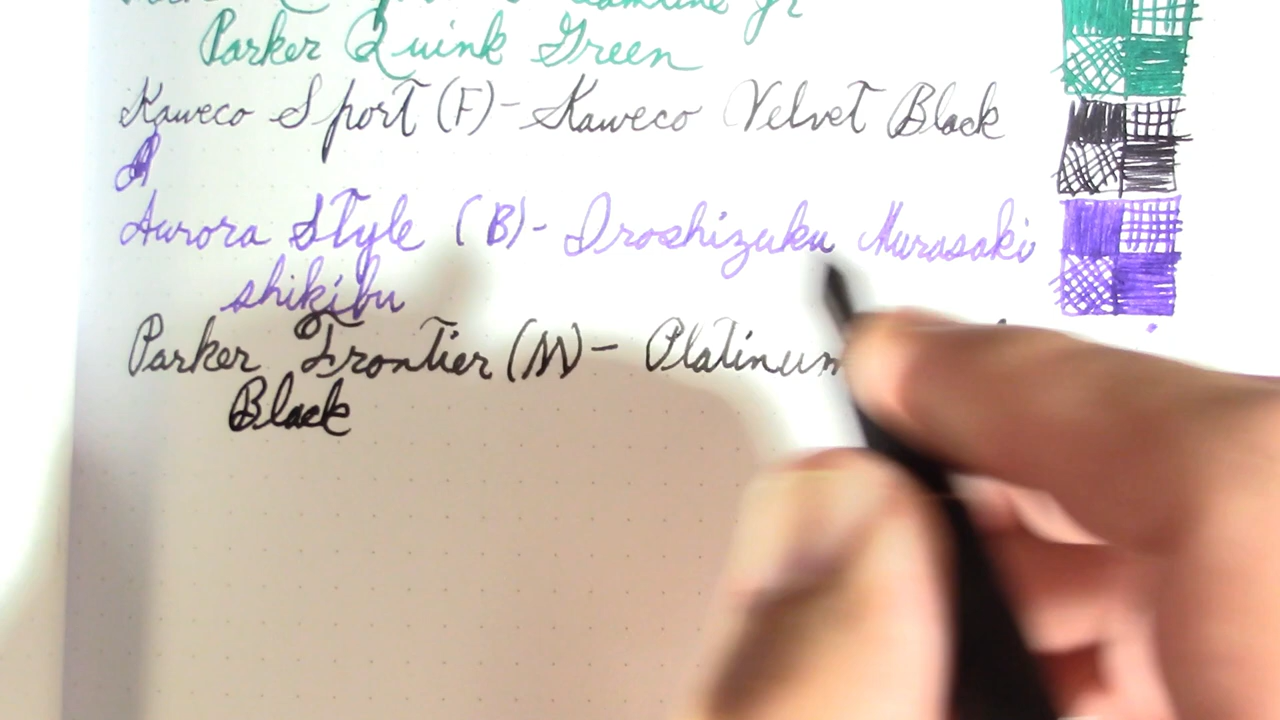 Parker Quink Green
Kaweco Sport (F) - Kaweco Velvet Black
A
Aurora Style (B) - Iroshizuku Murasaki
shikibu
Parker Frontier (M) - Platinum
Black